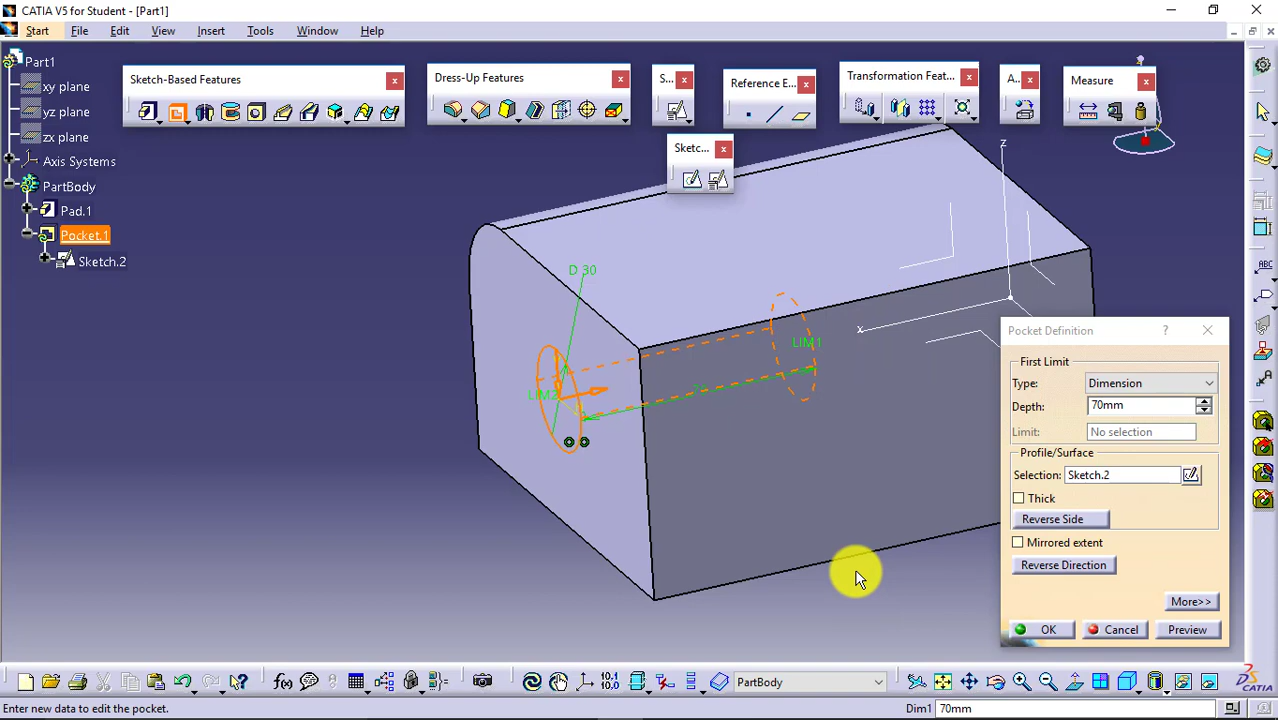 CATIA V5 for Student - [Part1]
Start File Edit View Insert Tools Window Help
Part1
xy plane
yz plane
zx plane
Axis Systems
PartBody
Pad.1
Pocket.1
Sketch.2
Sketch-Based Features
Dress-Up Features
S...
Reference E...
Transformation Feat...
A...
Measure
Sketc...
z
x
D 30
LIM1
LIM2
Pocket Definition
First Limit
Type: Dimension
Depth: 70mm
Limit: No selection
Profile/Surface
Selection: Sketch.2
Thick
Reverse Side
Mirrored extent
Reverse Direction
More>>
OK Cancel Preview
ABC
PartBody
CATIA
Enter new data to edit the pocket.
Dim1 70mm